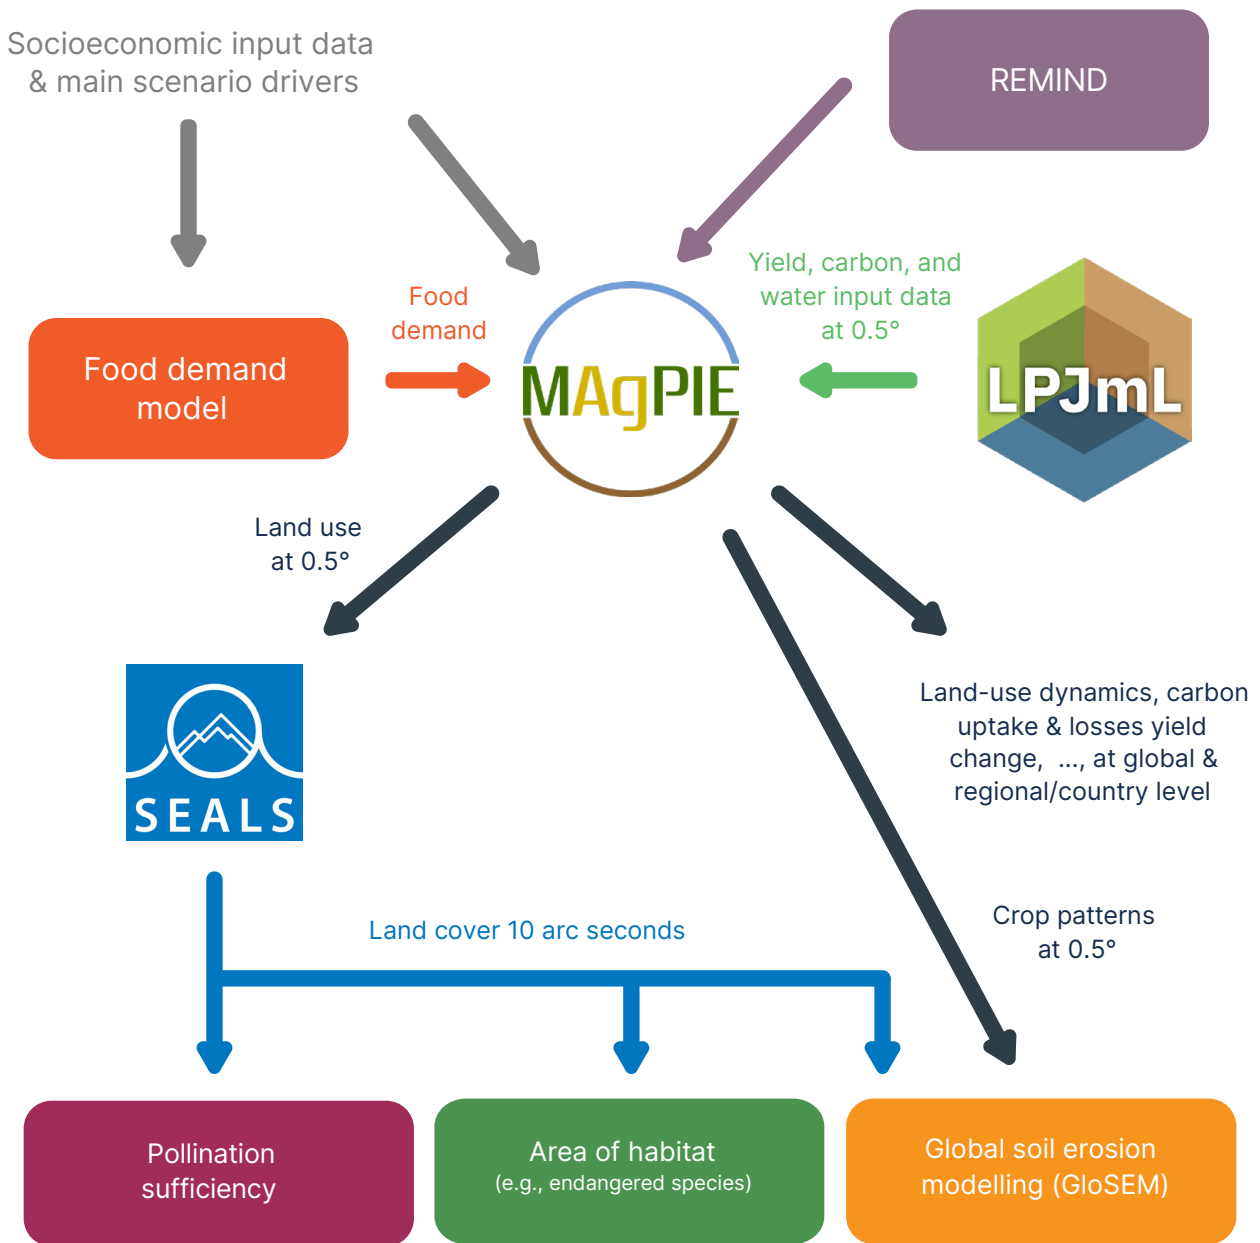 Socioeconomic input data
& main scenario drivers
REMIND
Food demand
model
Food
demand
MAgPIE
Yield, carbon, and
water input data
at 0.5°
LPJmL
Land use
at 0.5°
SEALS
Land-use dynamics, carbon
uptake & losses yield
change,  ..., at global &
regional/country level
Crop patterns
at 0.5°
Land cover 10 arc seconds
Pollination
sufficiency
Area of habitat
(e.g., endangered species)
Global soil erosion
modelling (GloSEM)